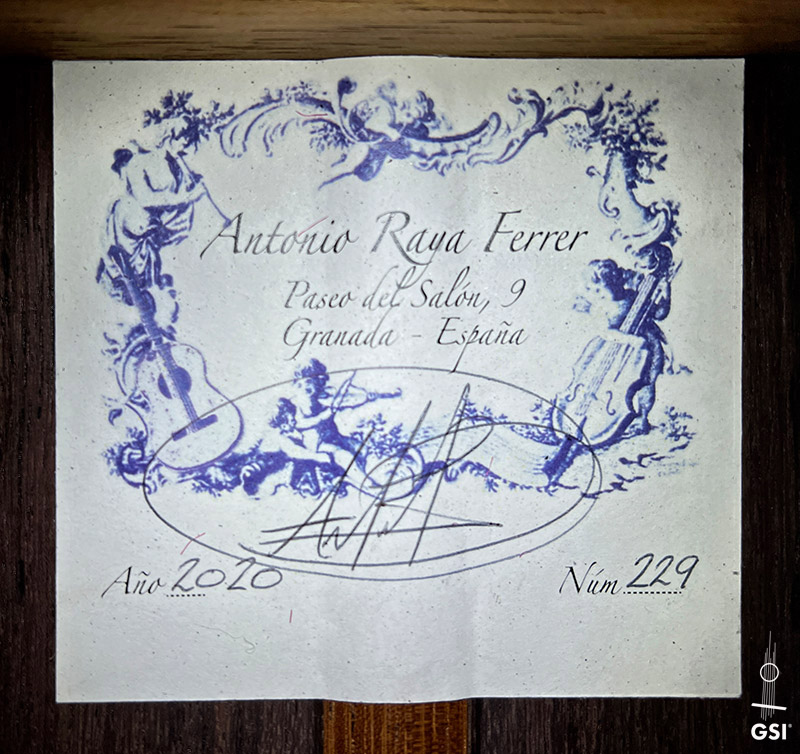 Antonio Raya Ferrer
Paseo del Salón, 9
Granada - España
Año 2020
Núm 229
GSI®